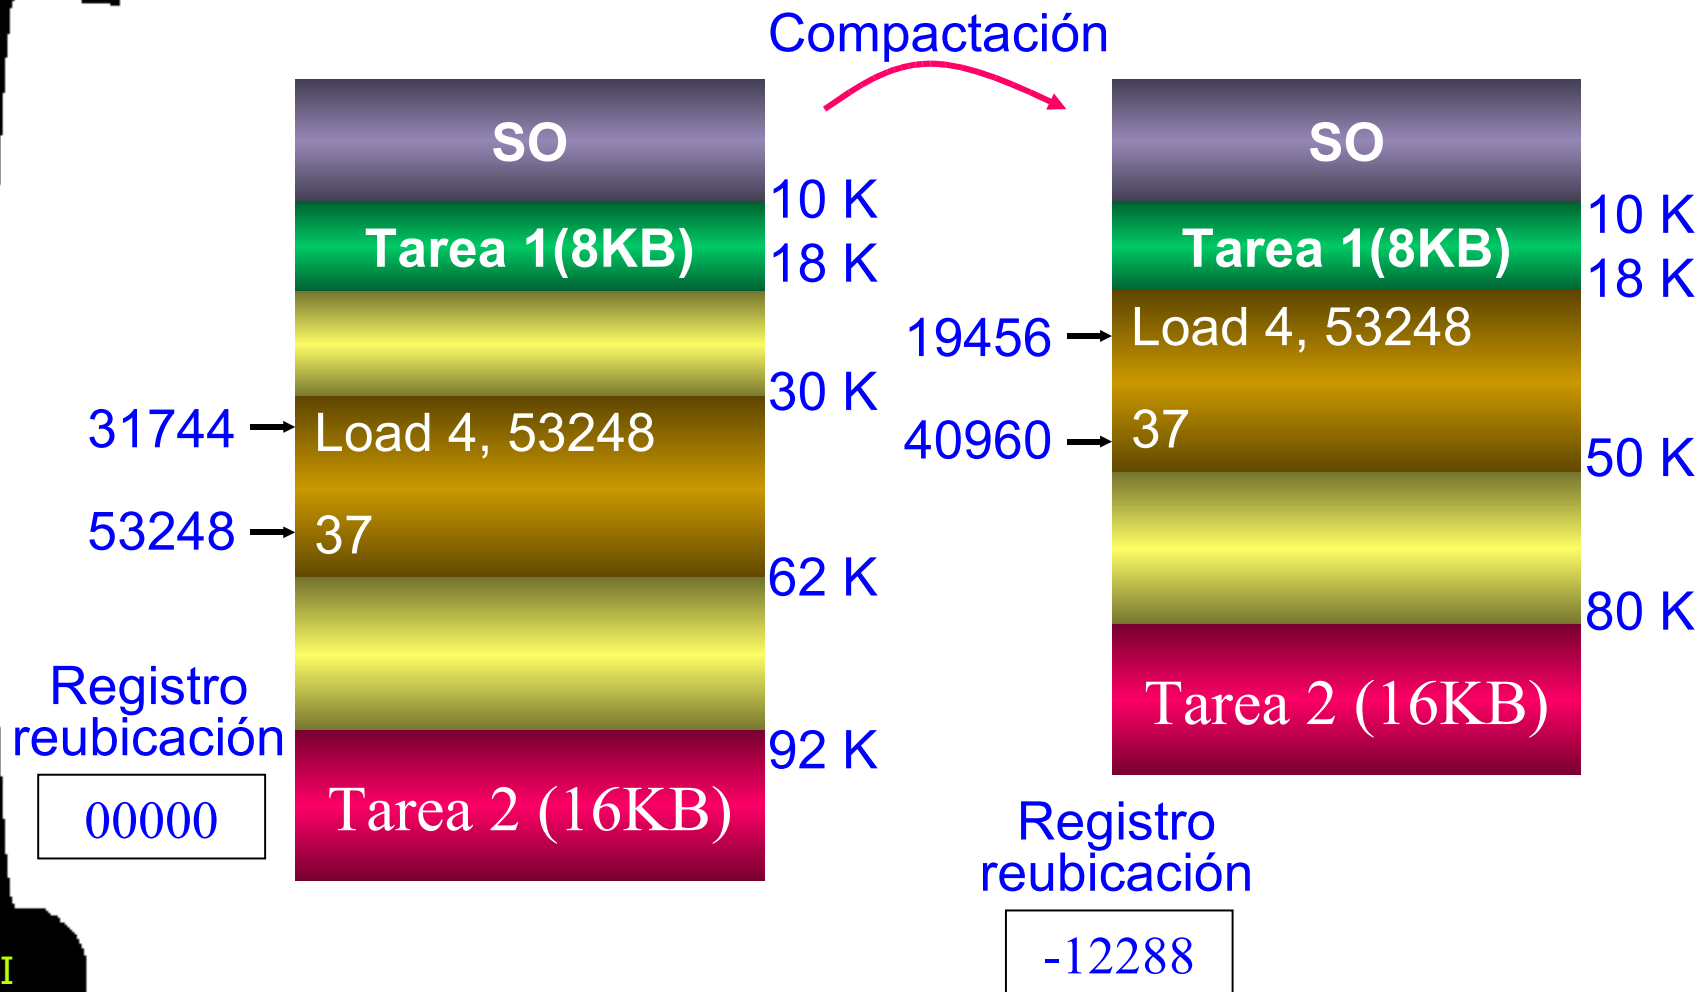 Compactación
SO
10 K
Tarea 1(8KB)
18 K
30 K
31744
Load 4, 53248
53248
37
62 K
92 K
Tarea 2 (16KB)
Registro
reubicación
00000
SO
10 K
Tarea 1(8KB)
18 K
19456
Load 4, 53248
40960
37
50 K
80 K
Tarea 2 (16KB)
Registro
reubicación
-12288
I